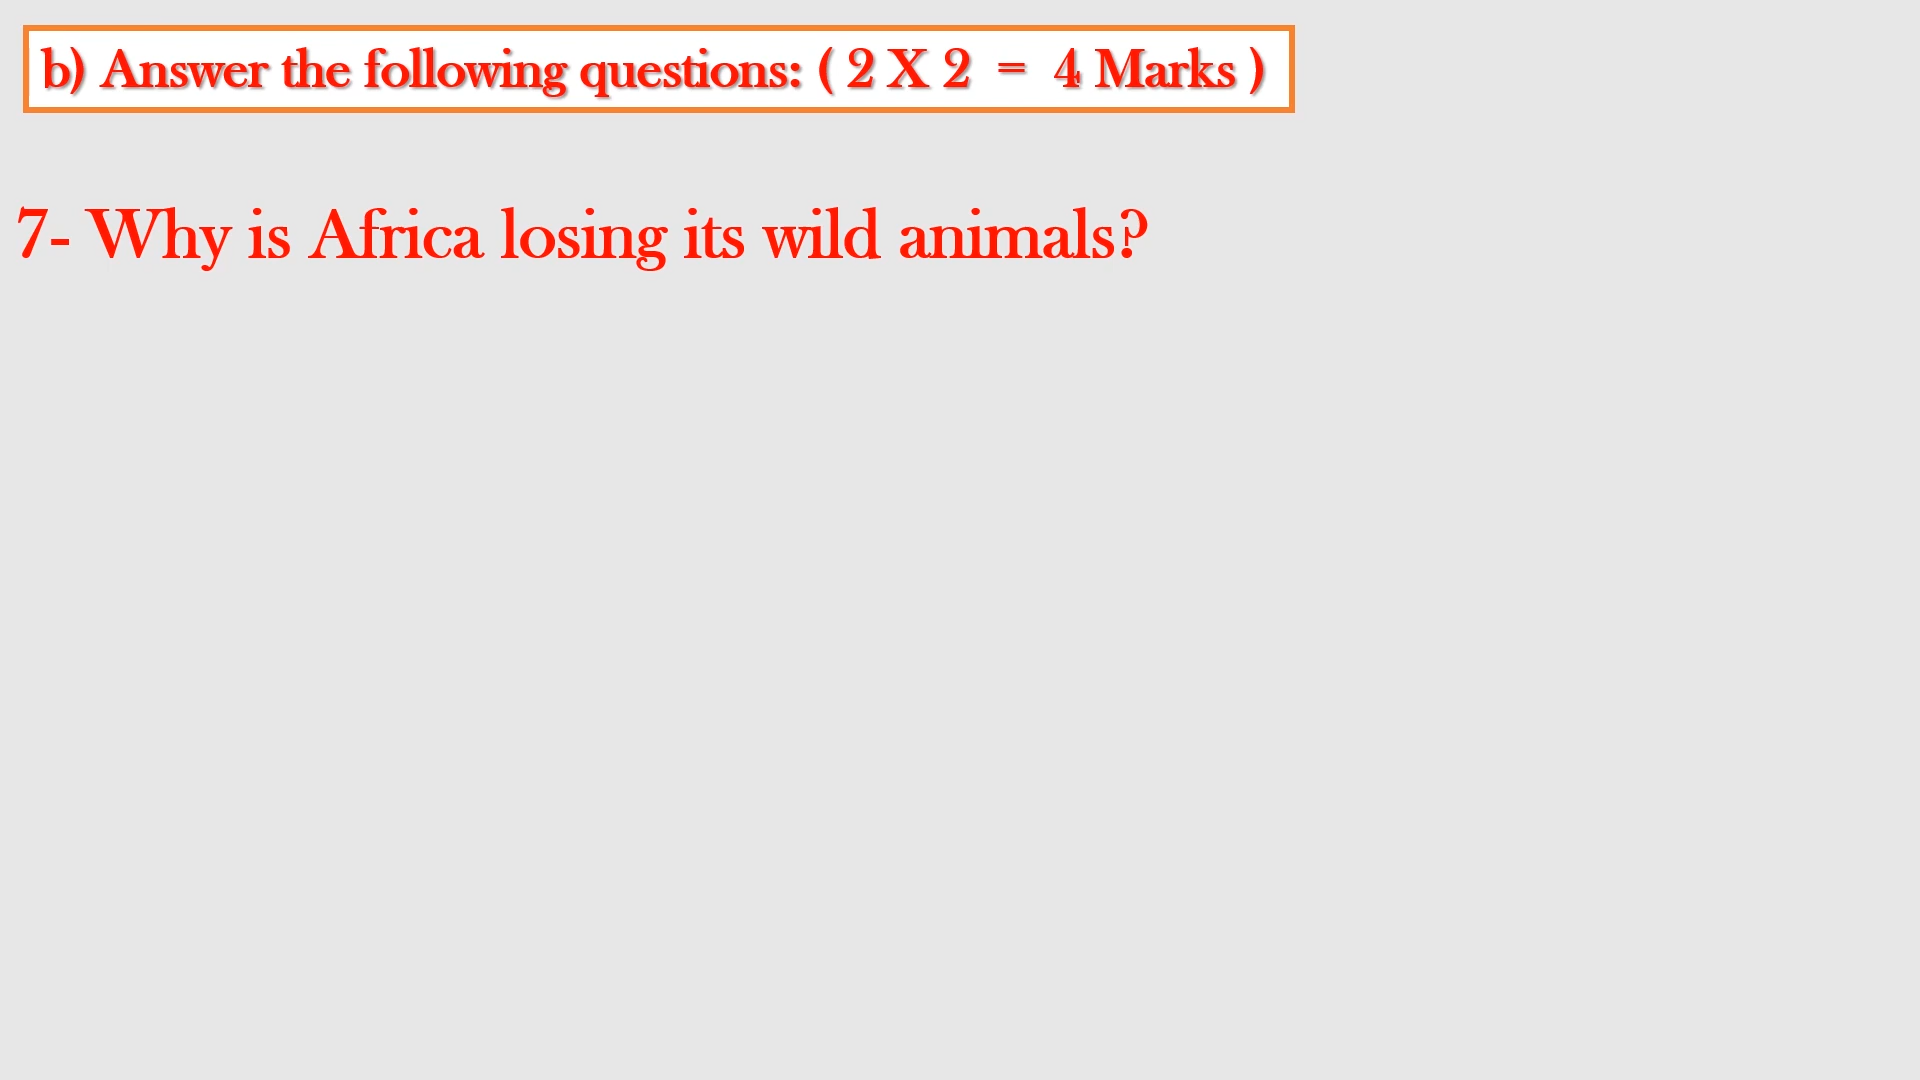 b) Answer the following questions: ( 2 X 2 = 4 Marks )
7- Why is Africa losing its wild animals?